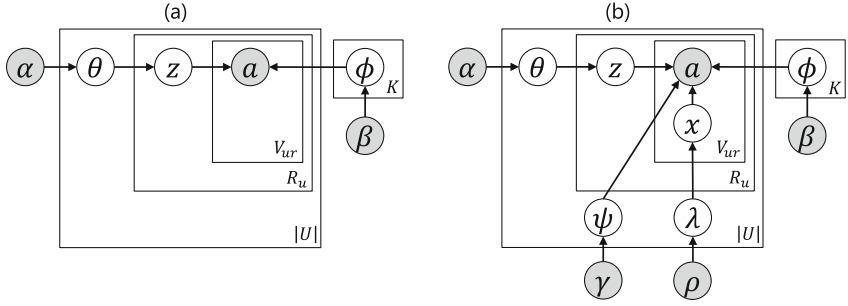 (a)
α θ z a ϕ
K
β
V_ur
R_u
|U|
(b)
α θ z a ϕ
K
x β
V_ur
R_u
ψ λ
|U|
γ ρ